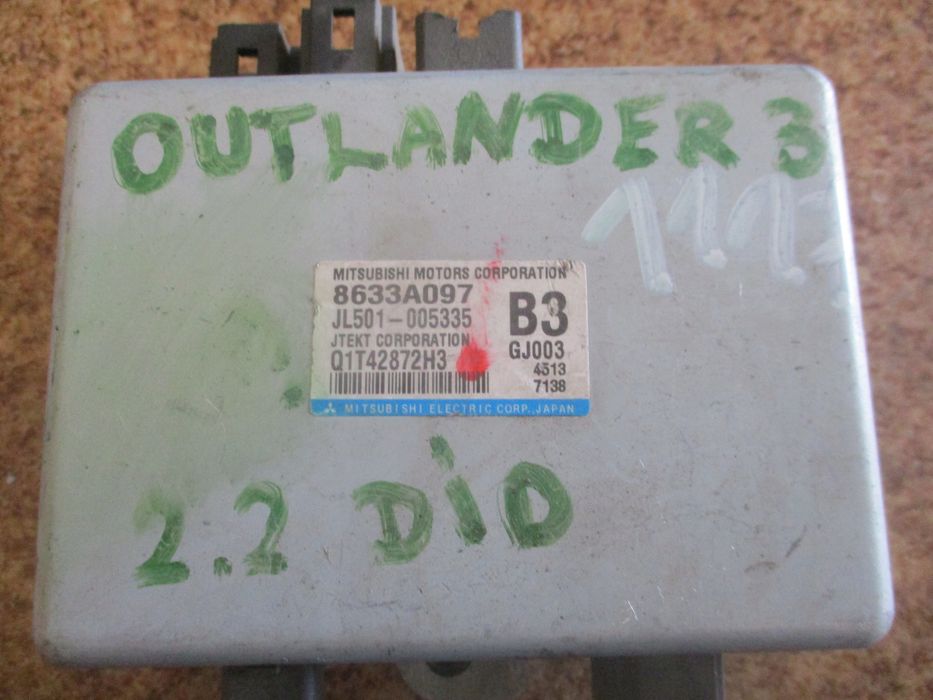 OUTLANDER 3
MITSUBISHI MOTORS CORPORATION
8633A097
JL501-005335
B3
JTEKT CORPORATION
GJ003
Q1T42872H3
4513
7138
MITSUBISHI ELECTRIC CORP., JAPAN
2.2 DiD